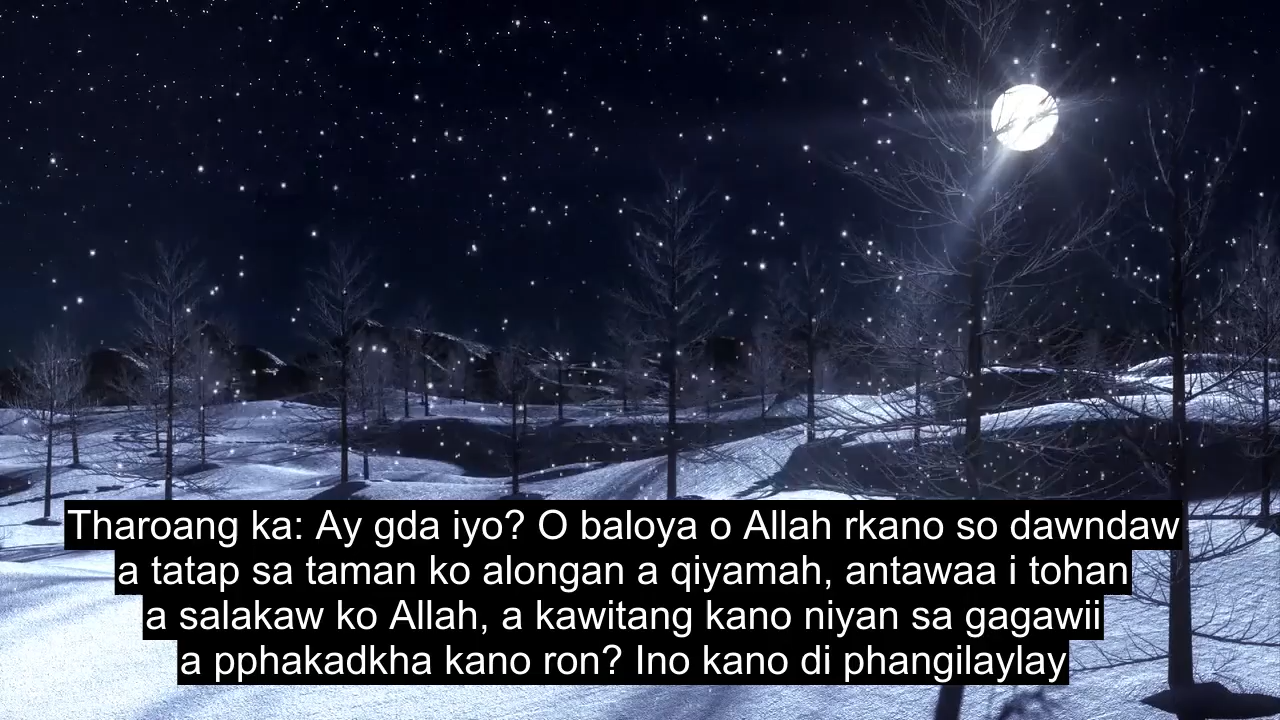 Tharoang ka: Ay gda iyo? O baloya o Allah rkano so dawndaw
a tatap sa taman ko alongan a qiyamah, antawaa i tohan
a salakaw ko Allah, a kawitang kano niyan sa gagawii
a pphakadkha kano ron? Ino kano di phangilaylay